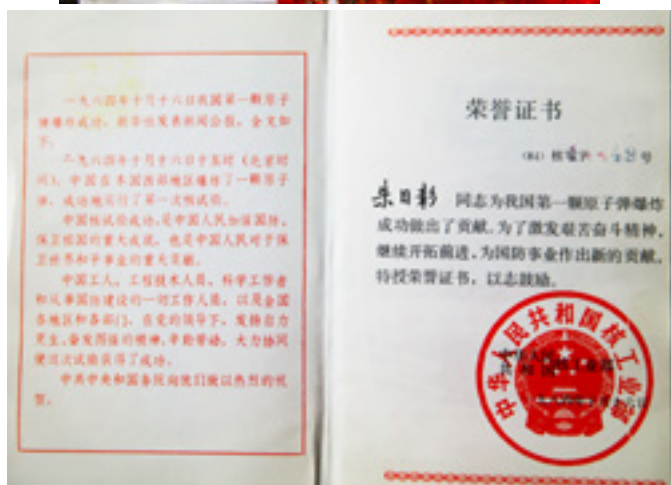 一九六四年十月十六日我国第一颗原子
弹爆炸成功，新华社发表新闻公报，全文如
下：
一九六四年十月十六日十五时（北京时
间），中国在本国西部地区爆炸了一颗原子
弹，成功地实行了第一次核试验。
中国核试验成功，是中国人民加强国防、
保卫祖国的重大成就，也是中国人民对于保
卫世界和平事业的重大贡献。
中国工人、工程技术人员、科学工作者
和从事国防建设的一切工作人员，以及全国
各地区和各部门，在党的领导下，发扬自力
更生、奋发图强的精神，辛勤劳动，大力协同
使这次试验获得了成功。
中共中央和国务院向他们致以热烈的祝
贺。
荣誉证书
(84) 核 号
日彰 同志为我国第一颗原子弹爆炸
成功做出了贡献。为了激发艰苦奋斗精神，
继续开拓前进，为国防事业作出新的贡献，
特授荣誉证书，以志鼓励。
中华人民共和国核工业部